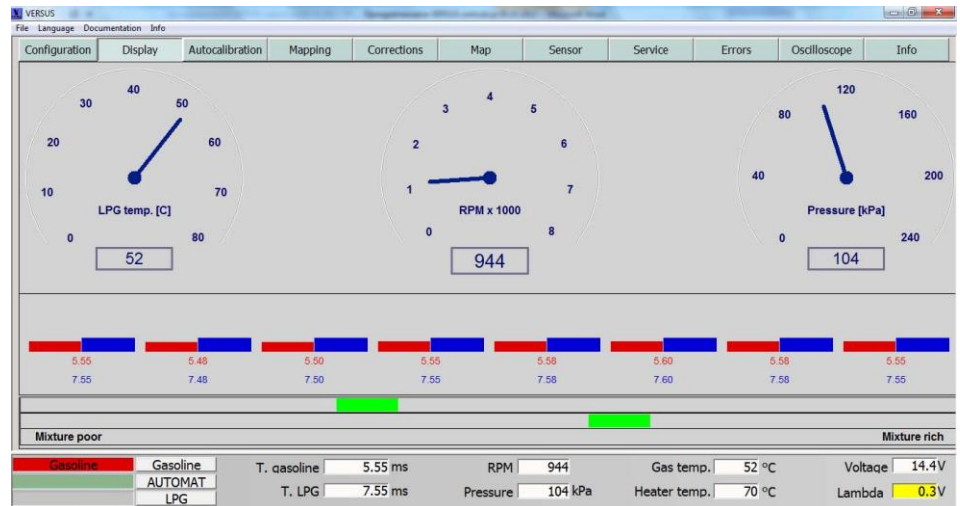 VERSUS
File Language Documentation Info
Configuration Display Autocalibration Mapping Corrections Map Sensor Service Errors Oscilloscope Info
0 10 20 30 40 50 60 70 80
LPG temp. [C]
52
0 1 2 3 4 5 6 7 8
RPM x 1000
944
0 40 80 120 160 200 240
Pressure [kPa]
104
5.55 5.48 5.50 5.55 5.58 5.60 5.58 5.55
7.55 7.48 7.50 7.55 7.58 7.60 7.58 7.55
Mixture poor Mixture rich
Gasoline Gasoline T. gasoline 5.55 ms RPM 944 Gas temp. 52 °C Voltage 14.4V
AUTOMAT
LPG T. LPG 7.55 ms Pressure 104 kPa Heater temp. 70 °C Lambda 0.3V